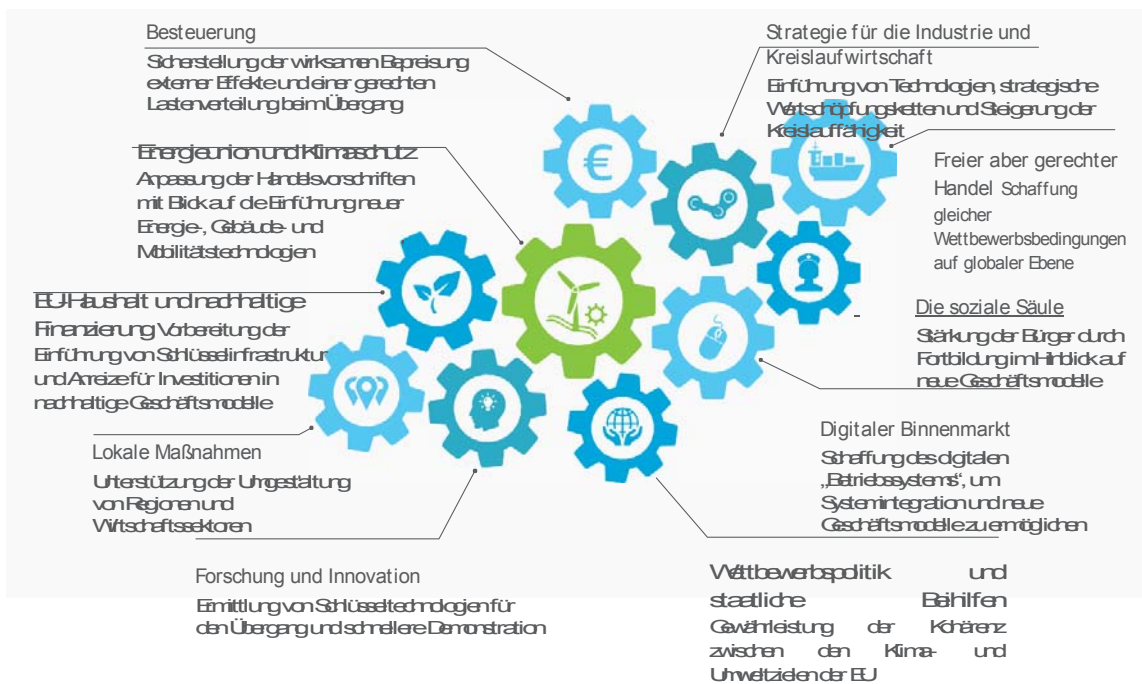 Besteuerung
Sicherstellung der wirksamen Bepreisung
externer Effekte und einer gerechten
Lastenverteilung beim Übergang
Strategie für die Industrie und
Kreislaufwirtschaft
Einführung von Technologien, strategische
Wertschöpfungsketten und Steigerung der
Kreislauffähigkeit
Energieunion und Klimaschutz
Anpassung der Handelsvorschriften
mit Blick auf die Einführung neuer
Energie-, Gebäude- und
Mobilitätstechnologien
€
Freier aber gerechter
Handel Schaffung
gleicher
Wettbewerbsbedingungen
auf globaler Ebene
EU-Haushalt und nachhaltige
Finanzierung Vorbereitung der
Einführung von Schlüsselinfrastruktur
und Anreize für Investitionen in
nachhaltige Geschäftsmodelle
Die soziale Säule
Stärkung der Bürger durch
Fortbildung im Hinblick auf
neue Geschäftsmodelle
Lokale Maßnahmen
Unterstützung der Umgestaltung
von Regionen und
Wirtschaftssektoren
Digitaler Binnenmarkt
Schaffung des digitalen
„Betriebssystems“, um
Systemintegration und neue
Geschäftsmodelle zu ermöglichen
Forschung und Innovation
Ermittlung von Schlüsseltechnologien für
den Übergang und schnellere Demonstration
Wettbewerbspolitik und
staatliche Beihilfen
Gewährleistung der Kohärenz
zwischen den Klima- und
Umweltzielen der EU